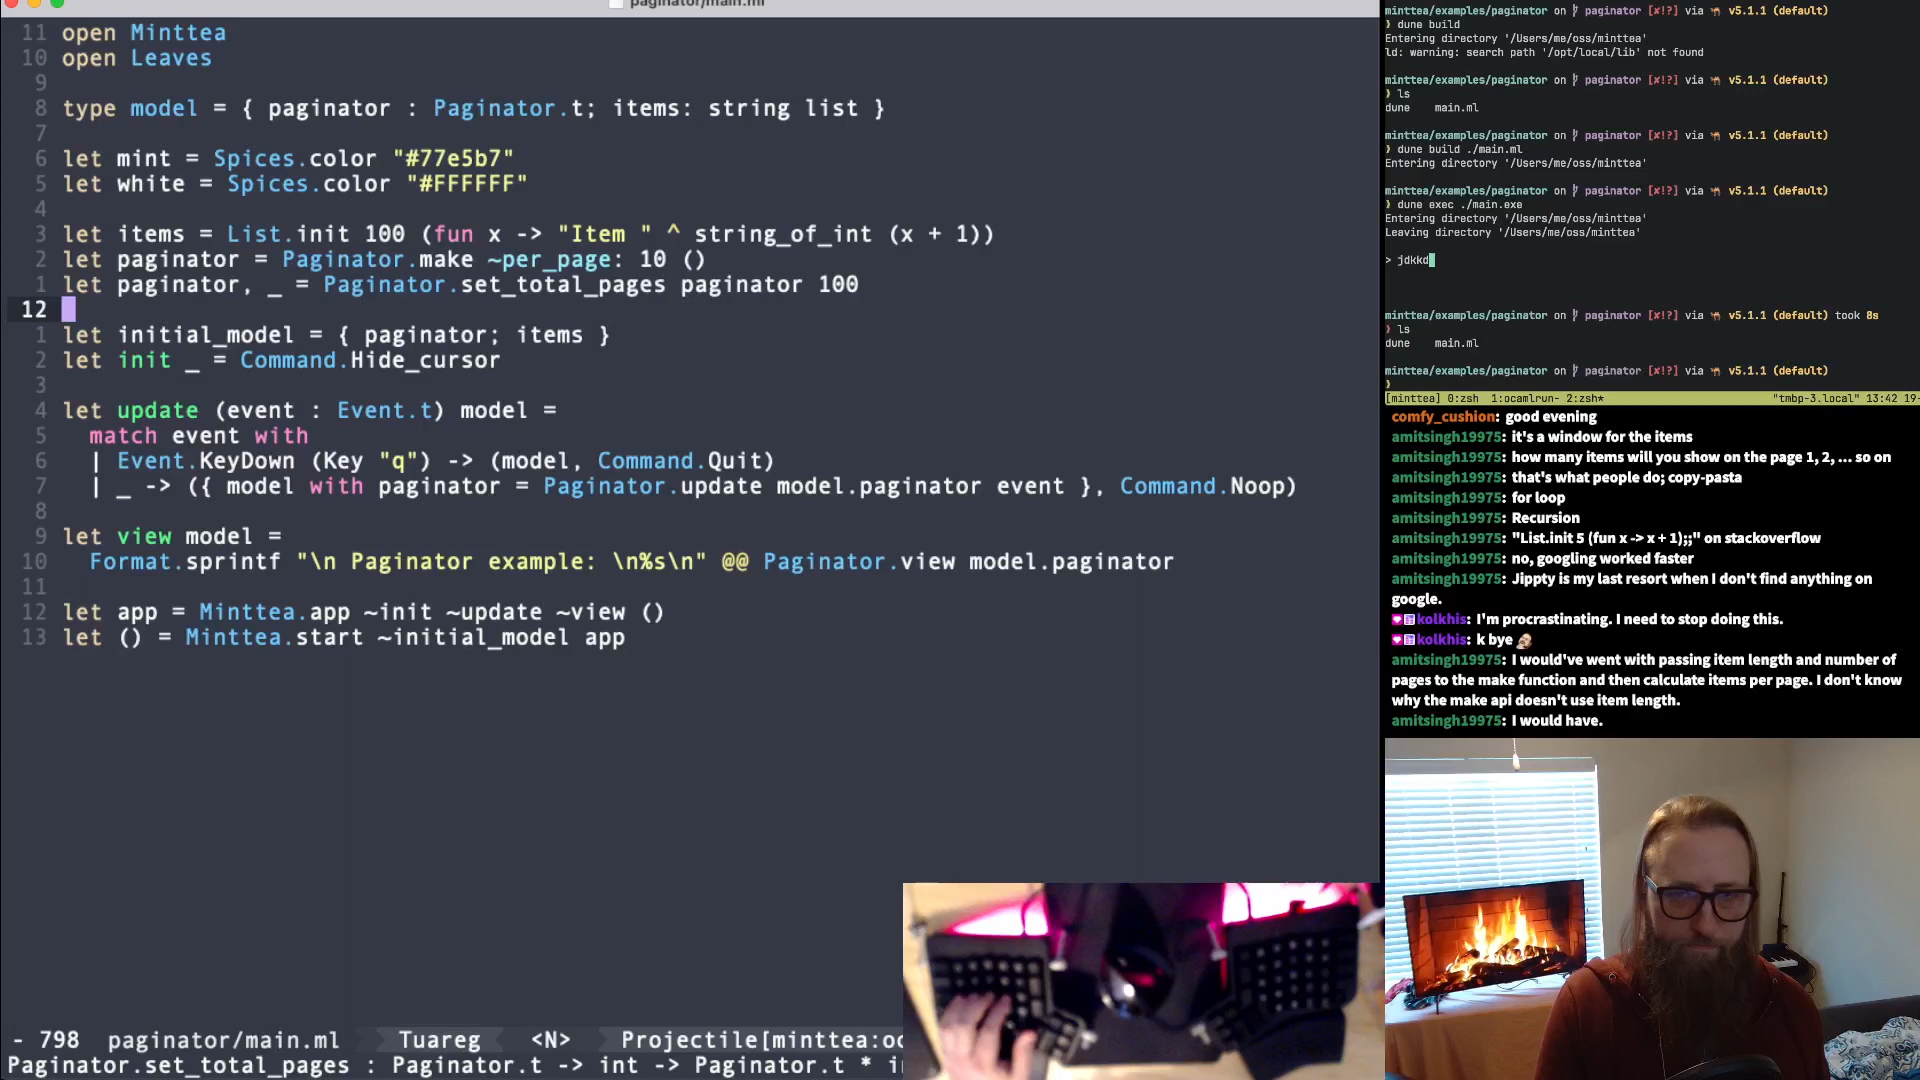 paginator/main.ml
11 open Minttea
10 open Leaves
9
8 type model = { paginator : Paginator.t; items: string list }
7
6 let mint = Spices.color "#77e5b7"
5 let white = Spices.color "#FFFFFF"
4
3 let items = List.init 100 (fun x -> "Item " ^ string_of_int (x + 1))
2 let paginator = Paginator.make ~per_page: 10 ()
1 let paginator, _ = Paginator.set_total_pages paginator 100
12
1 let initial_model = { paginator; items }
2 let init _ = Command.Hide_cursor
3
4 let update (event : Event.t) model =
5 match event with
6 | Event.KeyDown (Key "q") -> (model, Command.Quit)
7 | _ -> ({ model with paginator = Paginator.update model.paginator event }, Command.Noop)
8
9 let view model =
10 Format.sprintf "\n Paginator example: \n%s\n" @@ Paginator.view model.paginator
11
12 let app = Minttea.app ~init ~update ~view ()
13 let () = Minttea.start ~initial_model app
- 798 paginator/main.ml Tuareg <N> Projectile[minttea:oc
Paginator.set_total_pages : Paginator.t -> int -> Paginator.t * i
minttea/examples/paginator on paginator [✘!?] via 🐫 v5.1.1 (default)
❯ dune build
Entering directory '/Users/me/oss/minttea'
ld: warning: search path '/opt/local/lib' not found
minttea/examples/paginator on paginator [✘!?] via 🐫 v5.1.1 (default)
❯ ls
dune main.ml
minttea/examples/paginator on paginator [✘!?] via 🐫 v5.1.1 (default)
❯ dune build ./main.ml
Entering directory '/Users/me/oss/minttea'
minttea/examples/paginator on paginator [✘!?] via 🐫 v5.1.1 (default)
❯ dune exec ./main.exe
Entering directory '/Users/me/oss/minttea'
Leaving directory '/Users/me/oss/minttea'
> jdkkd
minttea/examples/paginator on paginator [✘!?] via 🐫 v5.1.1 (default) took 8s
❯ ls
dune main.ml
minttea/examples/paginator on paginator [✘!?] via 🐫 v5.1.1 (default)
❯
[minttea] 0:zsh 1:ocamlrun- 2:zsh* "tmbp-3.local" 13:42 19-
comfy_cushion: good evening
amitsingh19975: it's a window for the items
amitsingh19975: how many items will you show on the page 1, 2, ... so on
amitsingh19975: that's what people do; copy-pasta
amitsingh19975: for loop
amitsingh19975: Recursion
amitsingh19975: "List.init 5 (fun x -> x + 1);;" on stackoverflow
amitsingh19975: no, googling worked faster
amitsingh19975: Jippty is my last resort when I don't find anything on
google.
kolkhis: I'm procrastinating. I need to stop doing this.
kolkhis: k bye
amitsingh19975: I would've went with passing item length and number of
pages to the make function and then calculate items per page. I don't know
why the make api doesn't use item length.
amitsingh19975: I would have.